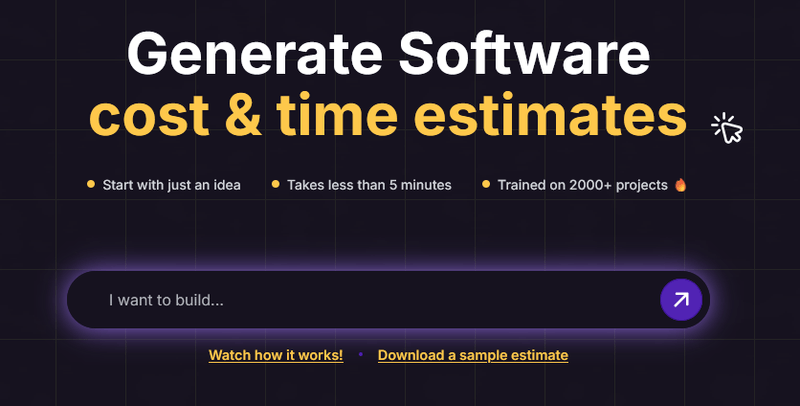 Generate Software
cost & time estimates
Start with just an idea
Takes less than 5 minutes
Trained on 2000+ projects 🔥
I want to build...
Watch how it works! • Download a sample estimate